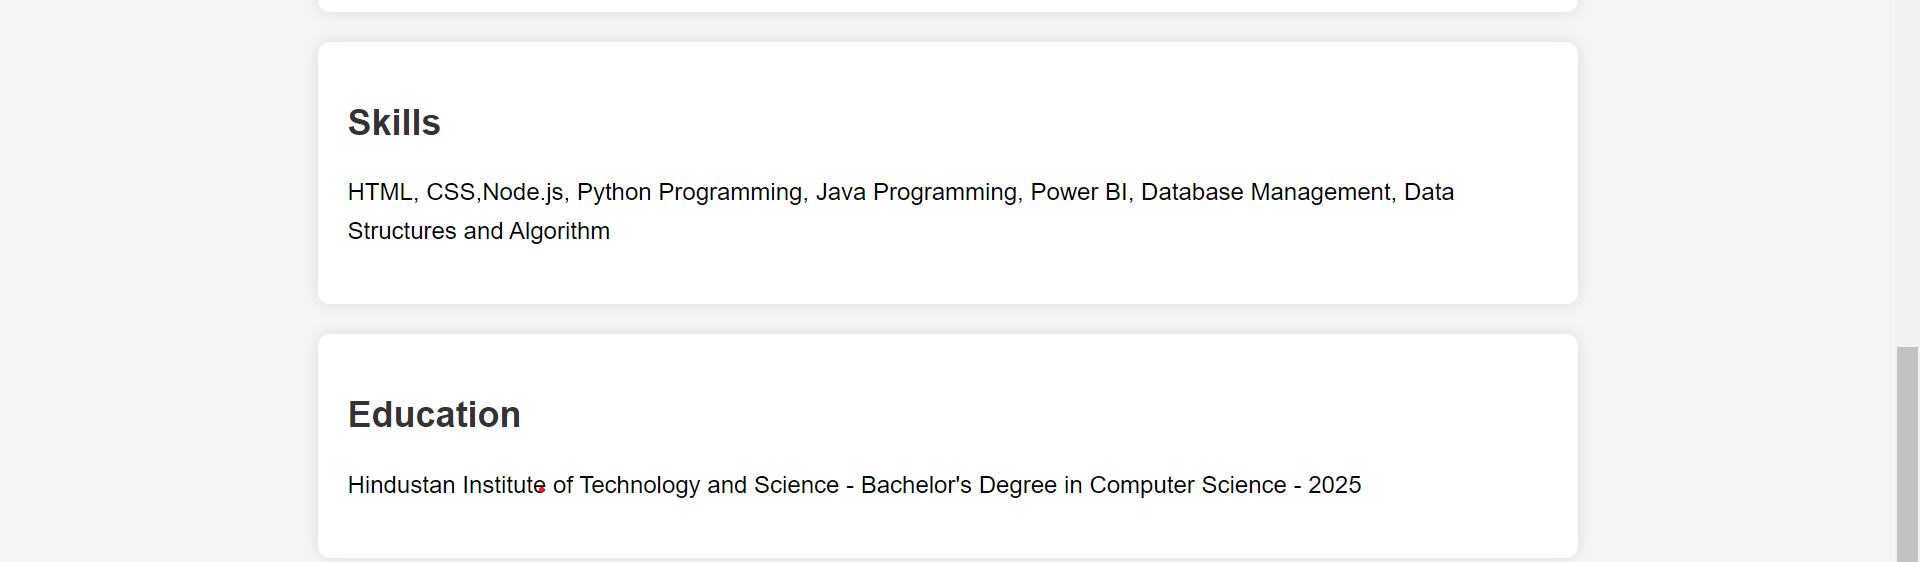 Skills
HTML, CSS,Node.js, Python Programming, Java Programming, Power BI, Database Management, Data
Structures and Algorithm
Education
Hindustan Institute of Technology and Science - Bachelor's Degree in Computer Science - 2025